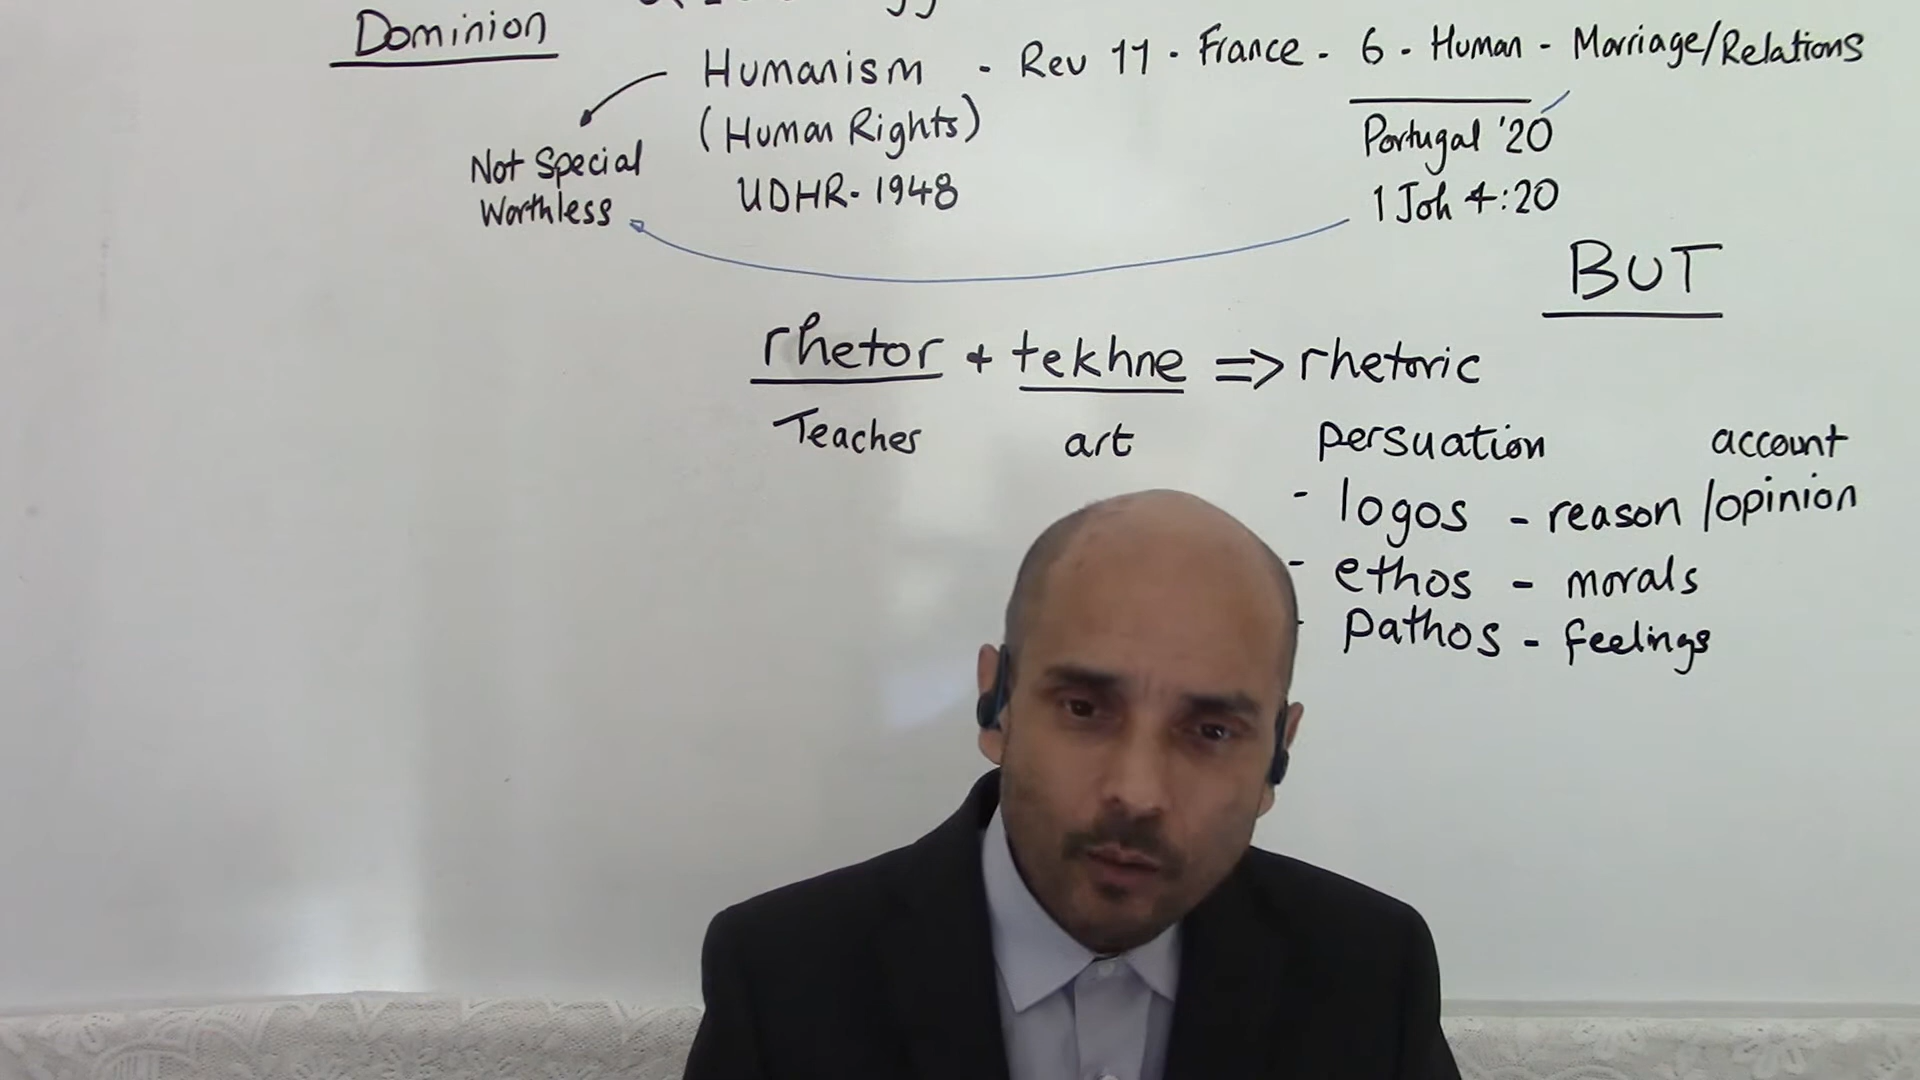 Dominion
Humanism - Rev 11 - France - 6 - Human - Marriage/Relations
(Human Rights)
UDHR - 1948
Not Special
Worthless
Portugal '20
1 Joh 4:20
BUT
rhetor + tekhne => rhetoric
Teacher art
persuation account
- logos - reason /opinion
- ethos - morals
- pathos - feelings